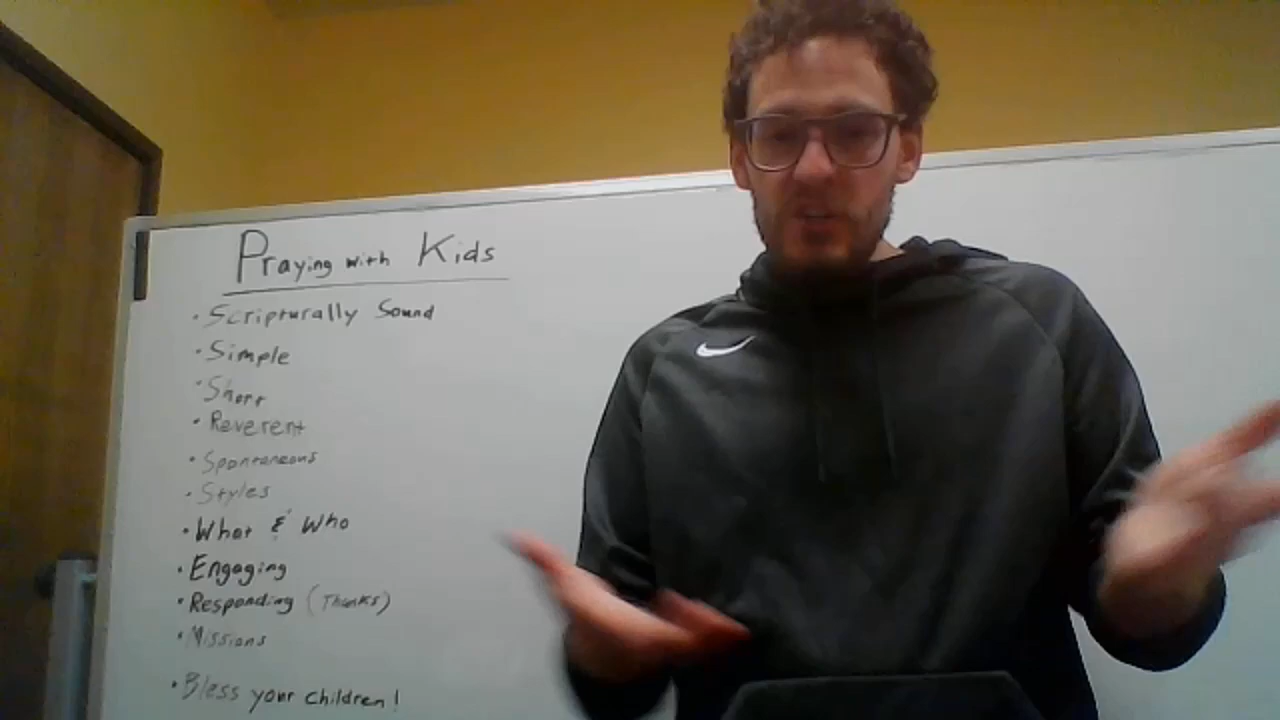 Praying with Kids
• Scripturally Sound
• Simple
• Short
• Reverent
• Spontaneous
• Styles
• What & Who
• Engaging
• Responding (Thanks)
• Missions
• Bless your children!